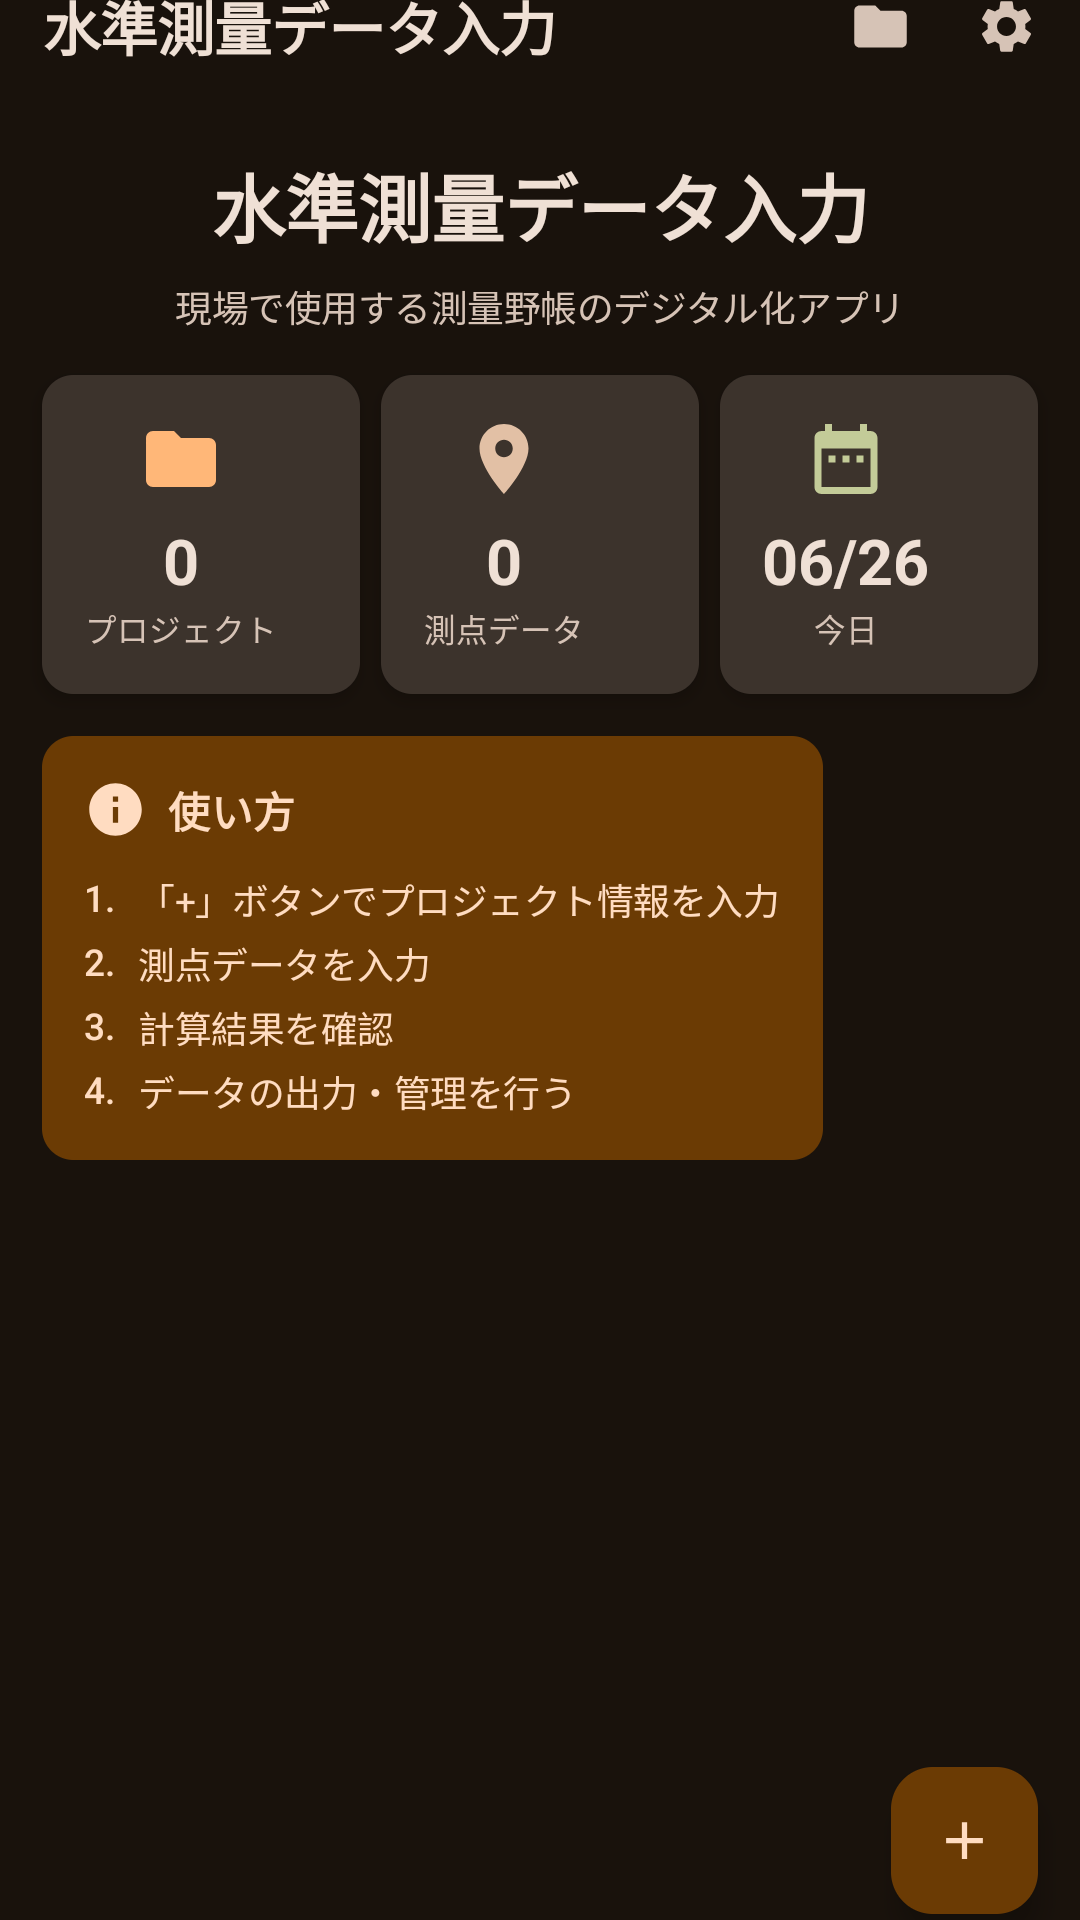 水準測量データ入力
水準測量データ入力
現場で使用する測量野帳のデジタル化アプリ
0
プロジェクト
0
測点データ
06/26
今日
使い方
1. 「+」ボタンでプロジェクト情報を入力
2. 測点データを入力
3. 計算結果を確認
4. データの出力・管理を行う